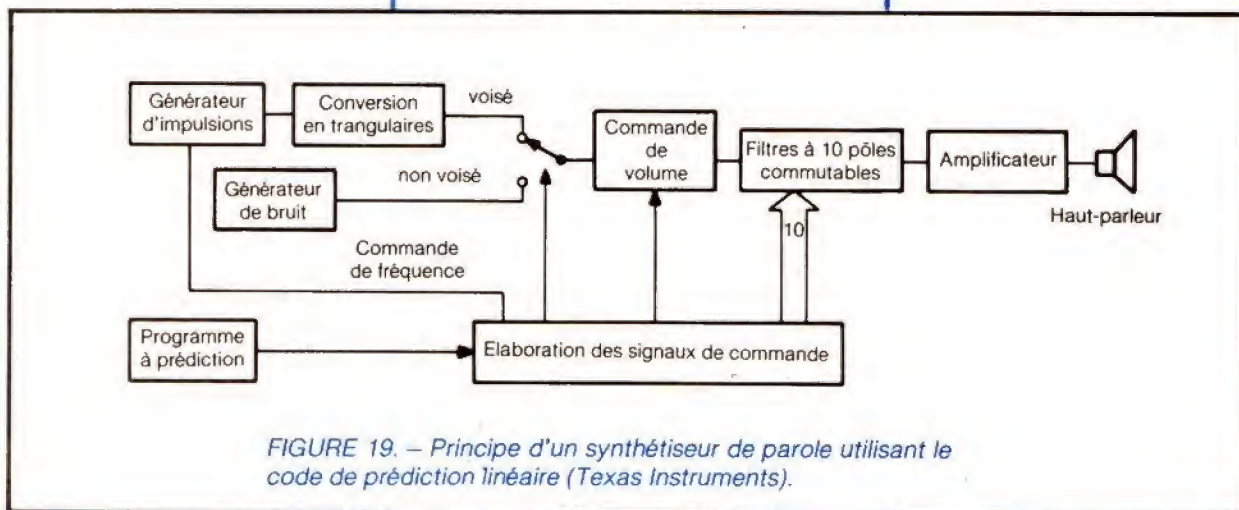 Générateur
d'impulsions
Conversion
en trangulaires
voisé
Générateur
de bruit
non voisé
Commande
de
volume
Filtres à 10 pôles
commutables
Amplificateur
Haut-parleur
10
Commande
de fréquence
Programme
à prédiction
Elaboration des signaux de commande
FIGURE 19. – Principe d'un synthétiseur de parole utilisant le
code de prédiction linéaire (Texas Instruments).